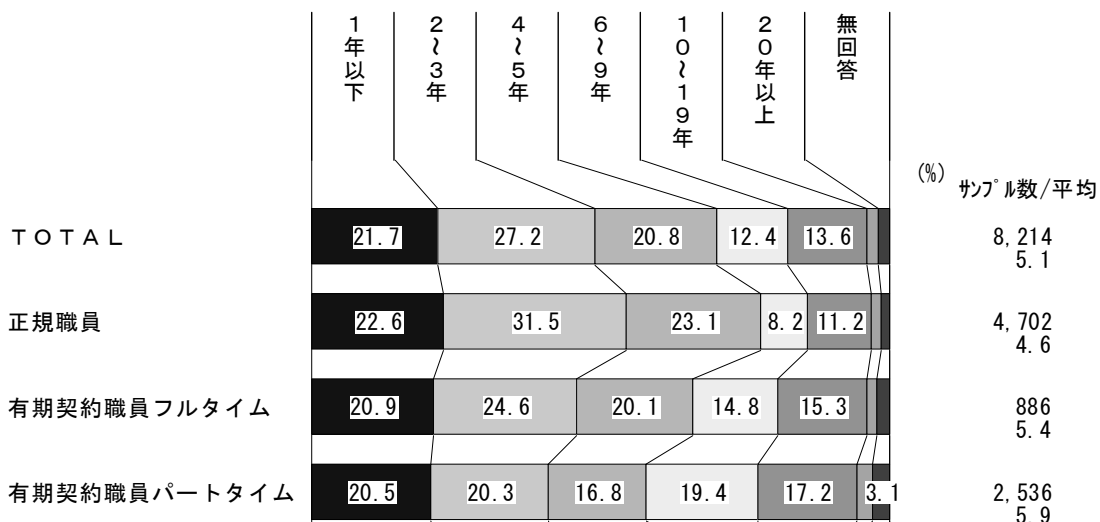 1年以下
2〜3年
4〜5年
6〜9年
10〜19年
20年以上
無回答
(%)
サンプル数/平均
TOTAL
21.7 27.2 20.8 12.4 13.6
8,214
5.1
正規職員
22.6 31.5 23.1 8.2 11.2
4,702
4.6
有期契約職員フルタイム
20.9 24.6 20.1 14.8 15.3
886
5.4
有期契約職員パートタイム
20.5 20.3 16.8 19.4 17.2 3.1
2,536
5.9